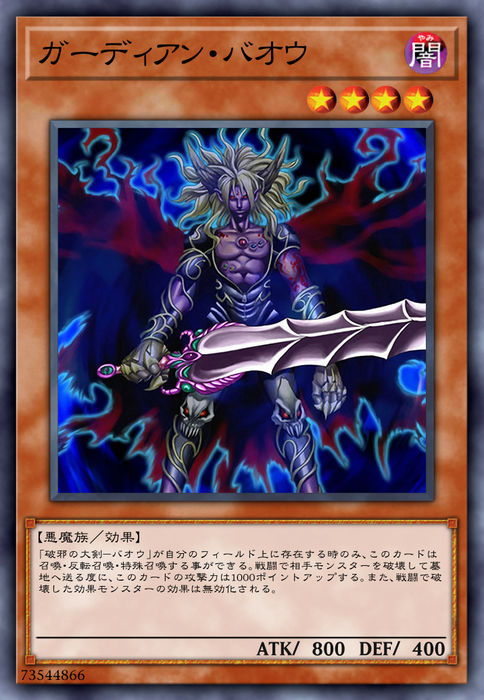 ガーディアン・バオウ
やみ
闇
【悪魔族／効果】
「破邪の大剣－バオウ」が自分のフィールド上に存在する時のみ、このカードは
召喚・反転召喚・特殊召喚する事ができる。戦闘で相手モンスターを破壊して墓
地へ送る度に、このカードの攻撃力は1000ポイントアップする。また、戦闘で破
壊した効果モンスターの効果は無効化される。
ATK/ 800 DEF/ 400
73544866